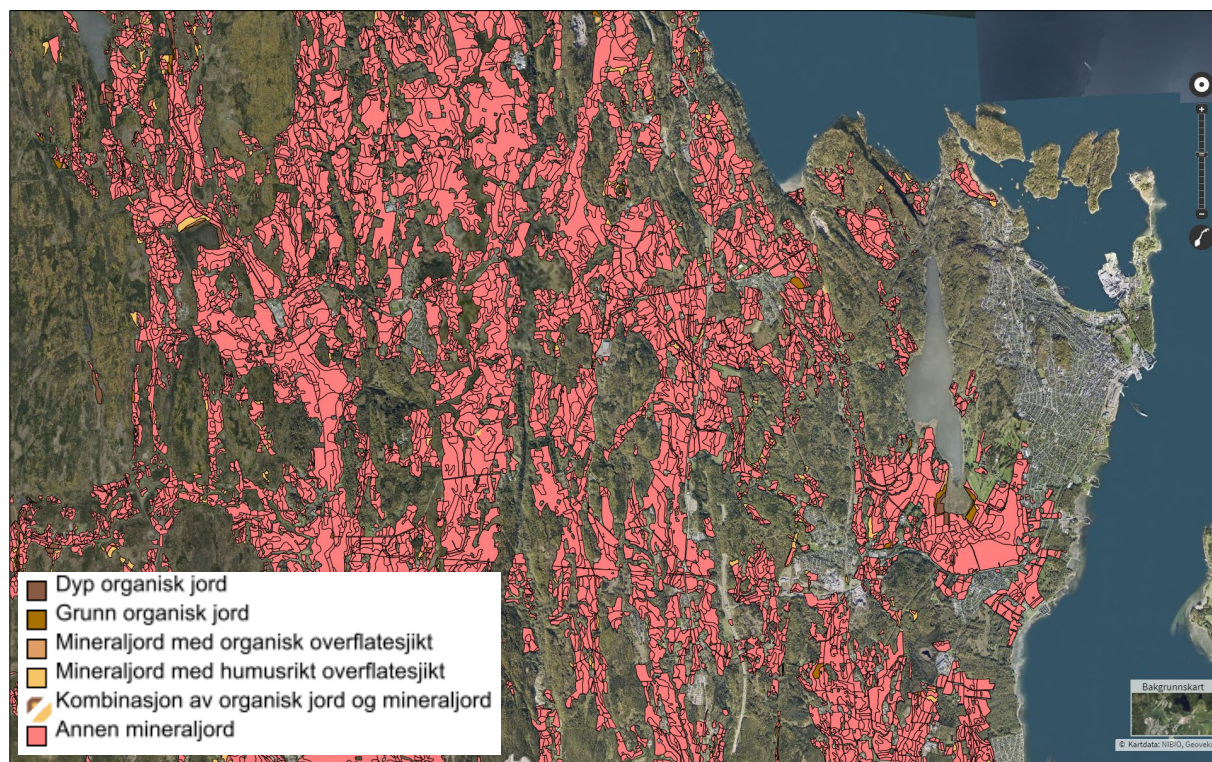 Dyp organisk jord
Grunn organisk jord
Mineraljord med organisk overflatesjikt
Mineraljord med humusrikt overflatesjikt
Kombinasjon av organisk jord og mineraljord
Annen mineraljord
Bakgrunnskart
© Kartdata: NIBIO, Geoveks